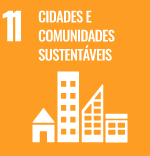 11 CIDADES E
COMUNIDADES
SUSTENTÁVEIS